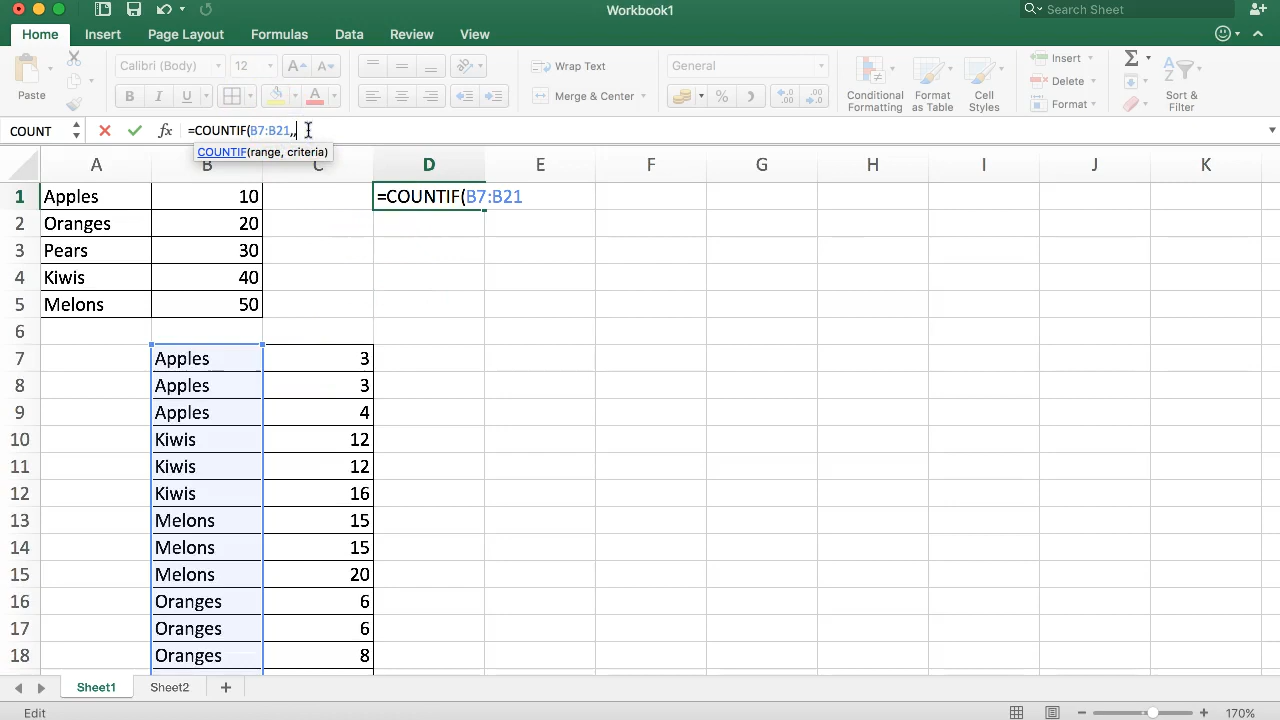 Workbook1
Search Sheet
Home Insert Page Layout Formulas Data Review View
Paste
Calibri (Body) 12 A A
B I U A
Wrap Text
Merge & Center
General
%
Conditional Formatting
Format as Table
Cell Styles
Insert
Delete
Format
Sort & Filter
COUNT fx =COUNTIF(B7:B21,,
COUNTIF(range, criteria)
A B C D E F G H I J K
1 Apples 10 =COUNTIF(B7:B21
2 Oranges 20
3 Pears 30
4 Kiwis 40
5 Melons 50
6
7 Apples 3
8 Apples 3
9 Apples 4
10 Kiwis 12
11 Kiwis 12
12 Kiwis 16
13 Melons 15
14 Melons 15
15 Melons 20
16 Oranges 6
17 Oranges 6
18 Oranges 8
Sheet1 Sheet2 +
Edit 170%